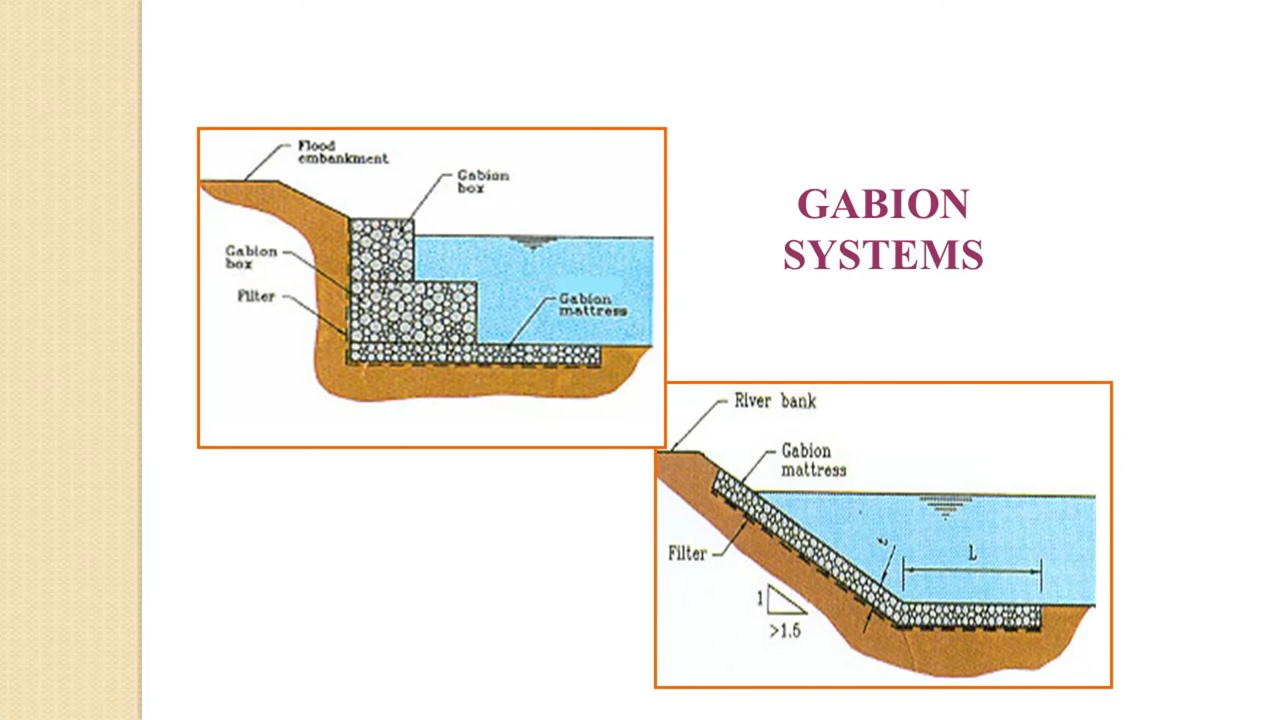 GABION
SYSTEMS
Flood
embankment
Gabion
box
Gabion
box
Filter
Gabion
mattress
River bank
Gabion
mattress
Filter
L
1
>1.5